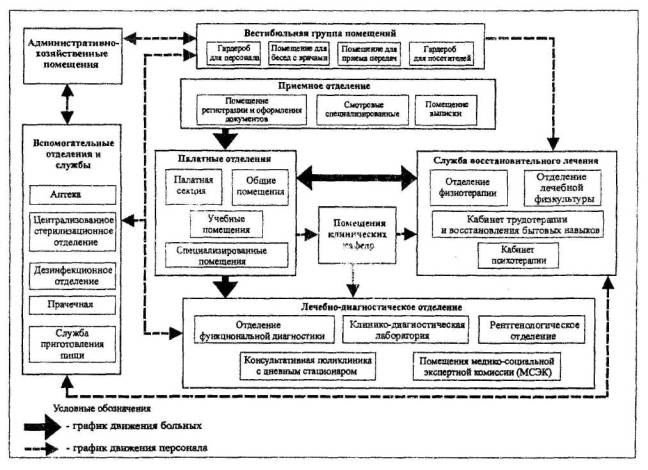 Административно-
хозяйственные
помещения
Вестибюльная группа помещений
Гардероб
для персонала
Помещение для
бесед с врачами
Помещение для
приема передач
Гардероб
для посетителей
Приемное отделение
Помещение
регистрации и оформления
документов
Смотровые
специализированные
Помещение
выписки
Вспомогательные
отделения и
службы
Аптека
Централизованное
стерилизационное
отделение
Дезинфекционное
отделение
Прачечная
Служба
приготовления
пищи
Палатные отделения
Палатная
секция
Общие
помещения
Учебные
помещения
Специализированные
помещения
Помещения
клинических
кафедр
Служба восстановительного лечения
Отделение
физиотерапии
Отделение
лечебной
физкультуры
Кабинет трудотерапии
и восстановления бытовых навыков
Кабинет
психотерапии
Лечебно-диагностическое отделение
Отделение
функциональной диагностики
Клинико-диагностическая
лаборатория
Рентгенологическое
отделение
Консультативная поликлиника
с дневным стационаром
Помещения медико-социальной
экспертной комиссии (МСЭК)
Условные обозначения
- график движения больных
- график движения персонала